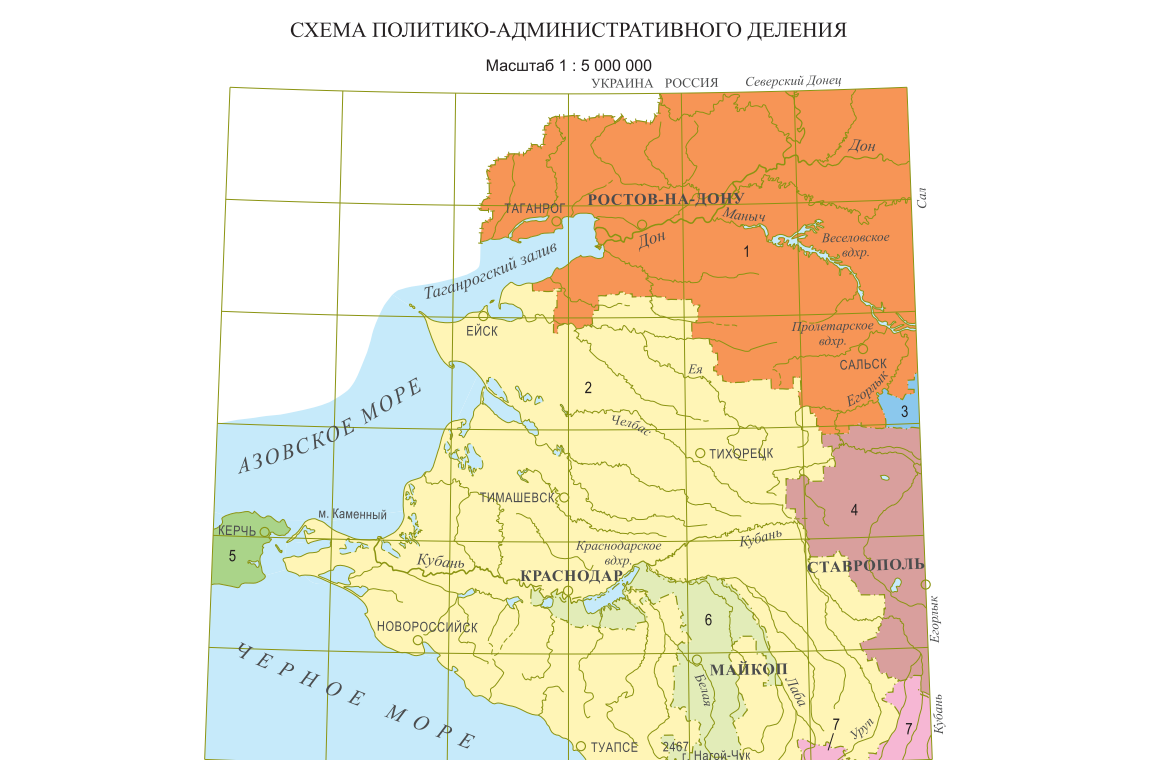 СХЕМА ПОЛИТИКО-АДМИНИСТРАТИВНОГО ДЕЛЕНИЯ
Масштаб 1 : 5 000 000
УКРАИНА РОССИЯ
Северский Донец
Дон
Сал
РОСТОВ-НА-ДОНУ
ТАГАНРОГ
Маныч
Дон
Веселовское
вдхр.
1
Таганрогский залив
ЕЙСК
Пролетарское
вдхр.
САЛЬСК
Ея
2
Егорлык
3
АЗОВСКОЕ МОРЕ
Челбас
ТИХОРЕЦК
ТИМАШЕВСК
4
м. Каменный
КЕРЧЬ
5
Кубань
Краснодарское
вдхр.
Кубань
КРАСНОДАР
СТАВРОПОЛЬ
Егорлык
6
НОВОРОССИЙСК
МАЙКОП
Белая
Лаба
ЧЕРНОЕ МОРЕ
7
Уруп
7
Кубань
ТУАПСЕ
2467
г. Нагой-Чук